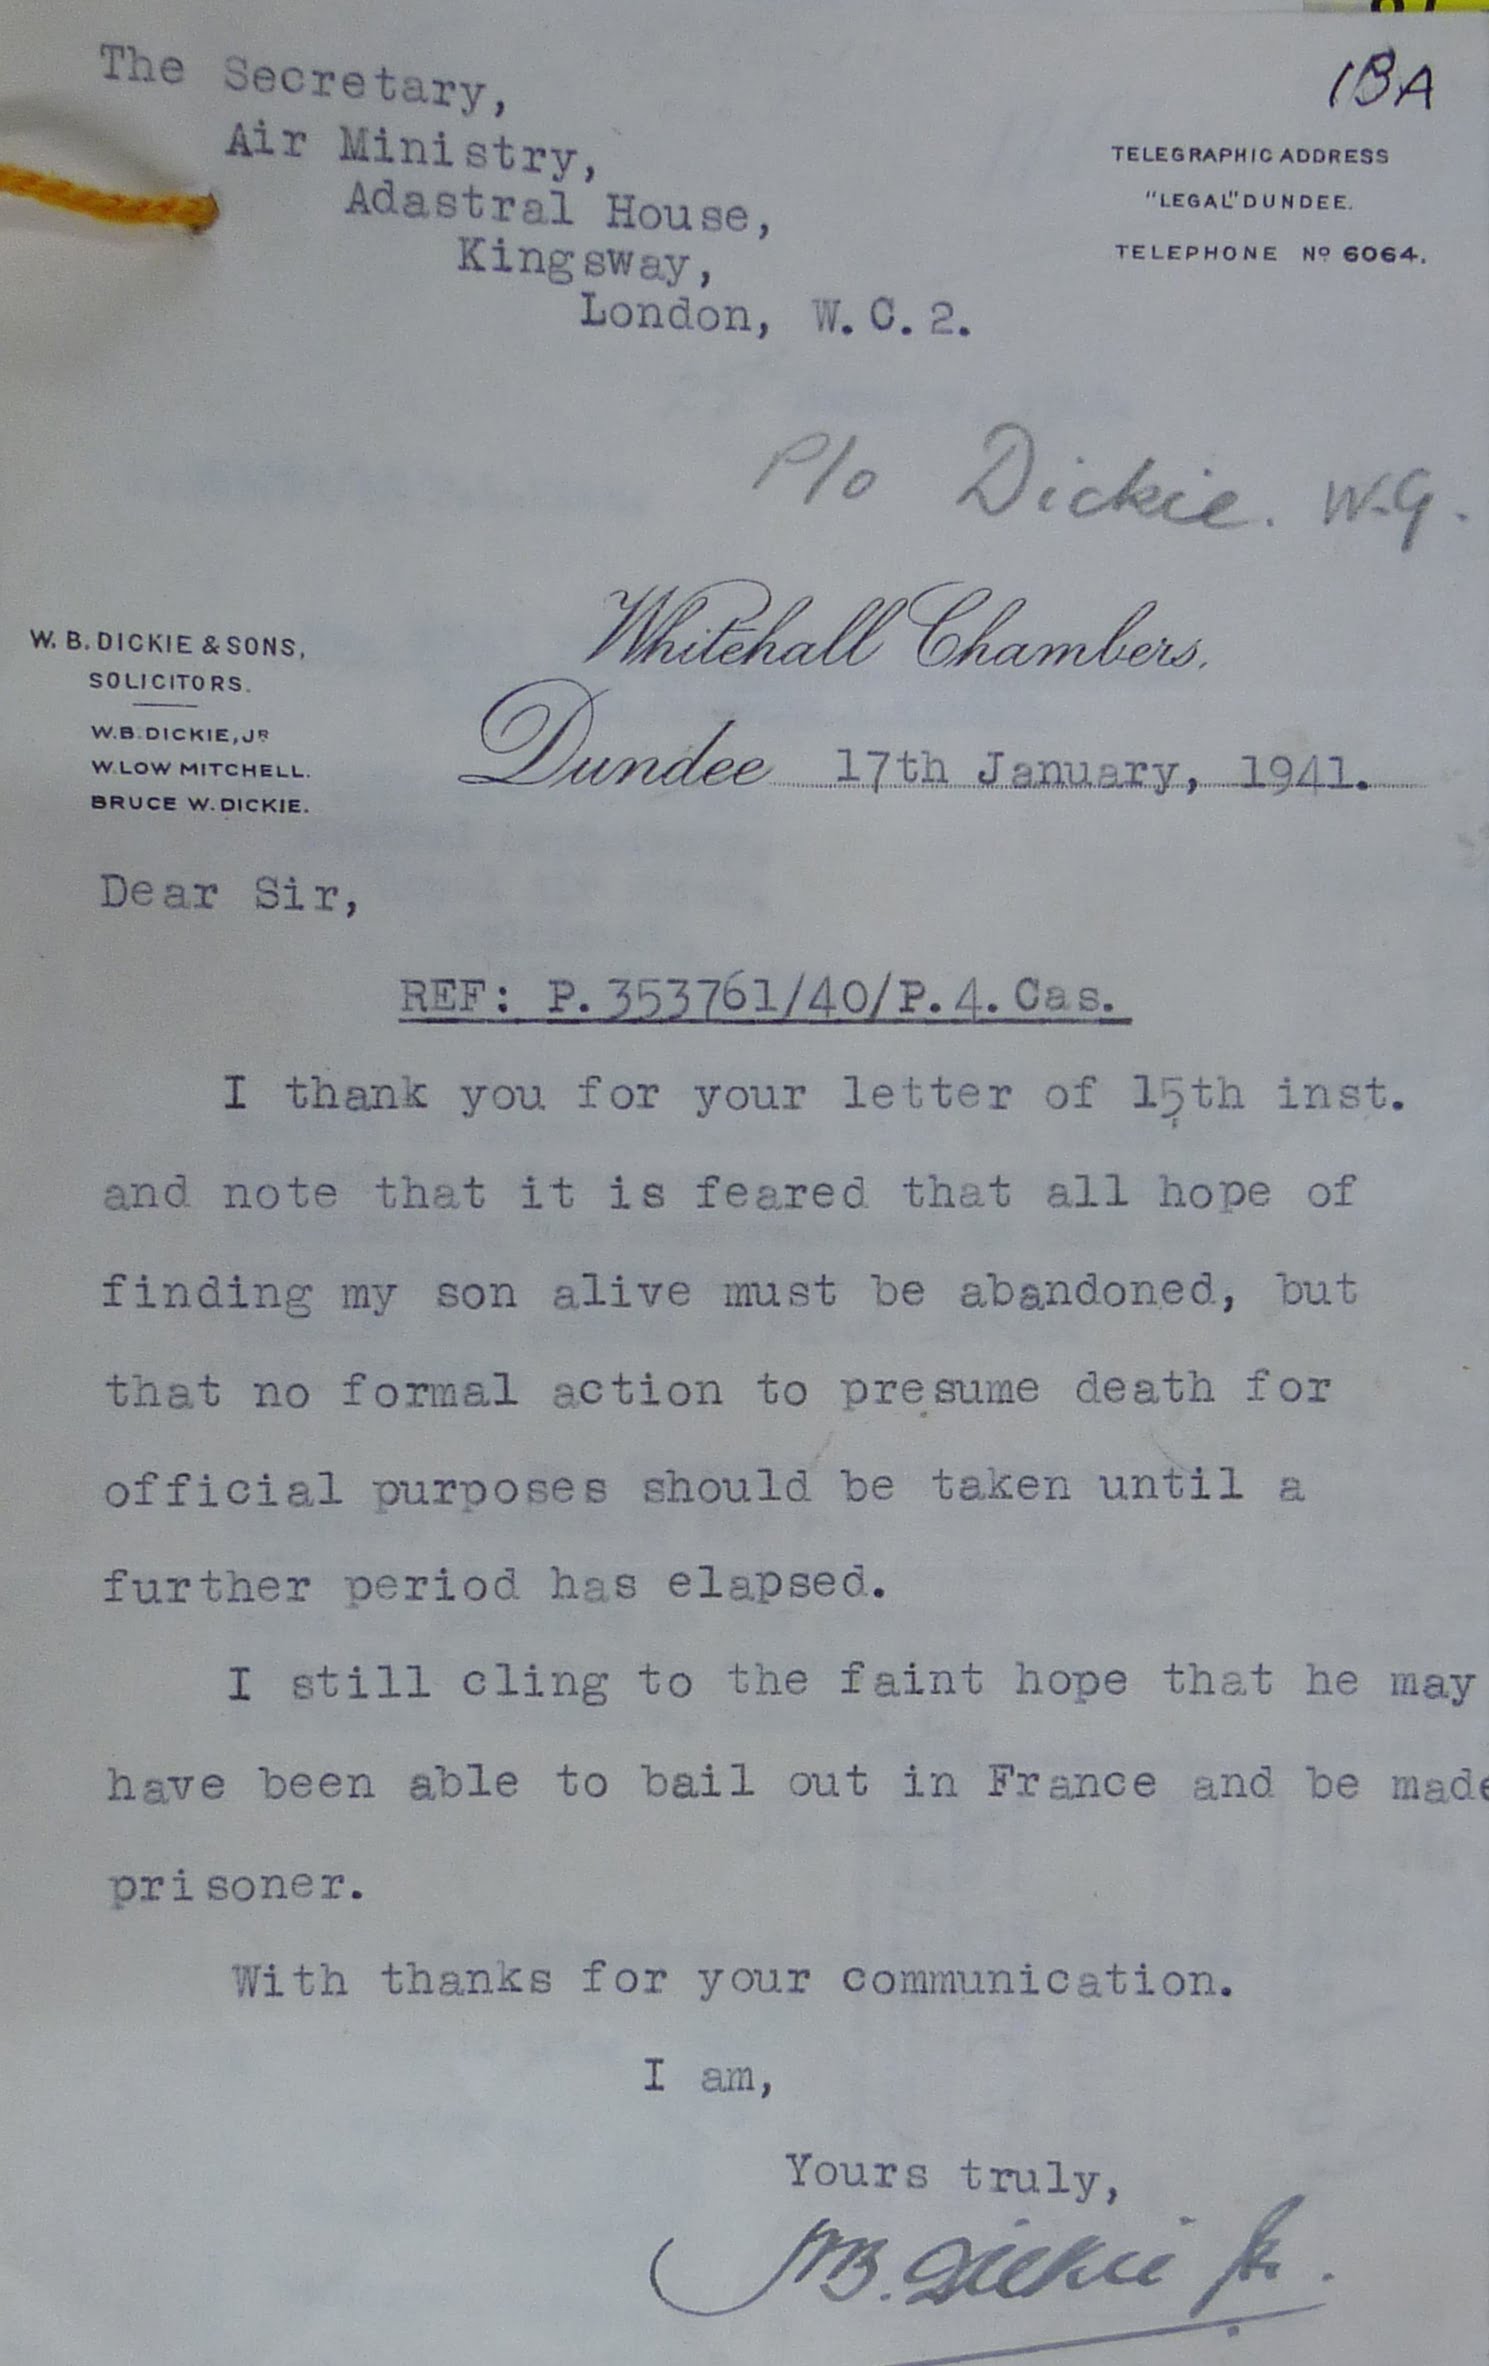 The Secretary,
Air Ministry,
Adastral House,
Kingsway,
London, W.C.2.
TELEGRAPHIC ADDRESS
"LEGAL" DUNDEE.
TELEPHONE Nº 6064.
P/o Dickie. W.G.
W. B. DICKIE & SONS,
SOLICITORS.
W. B. DICKIE, JR
W. LOW MITCHELL.
BRUCE W. DICKIE.
Whitehall Chambers,
Dundee 17th January, 1941.
Dear Sir,
REF: P.353761/40/P.4.Cas.
I thank you for your letter of 15th inst.
and note that it is feared that all hope of
finding my son alive must be abandoned, but
that no formal action to presume death for
official purposes should be taken until a
further period has elapsed.
I still cling to the faint hope that he may
have been able to bail out in France and be made
prisoner.
With thanks for your communication.
I am,
Yours truly,
WB. Dickie Jr.